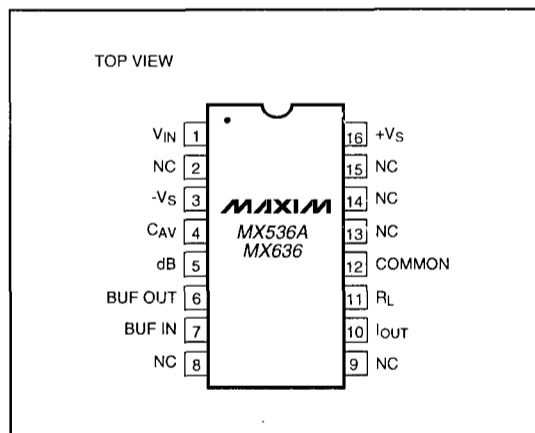 TOP VIEW
VIN 1
NC 2
-VS 3
CAV 4
dB 5
BUF OUT 6
BUF IN 7
NC 8
MAXIM
MX536A
MX636
16 +VS
15 NC
14 NC
13 NC
12 COMMON
11 RL
10 IOUT
9 NC